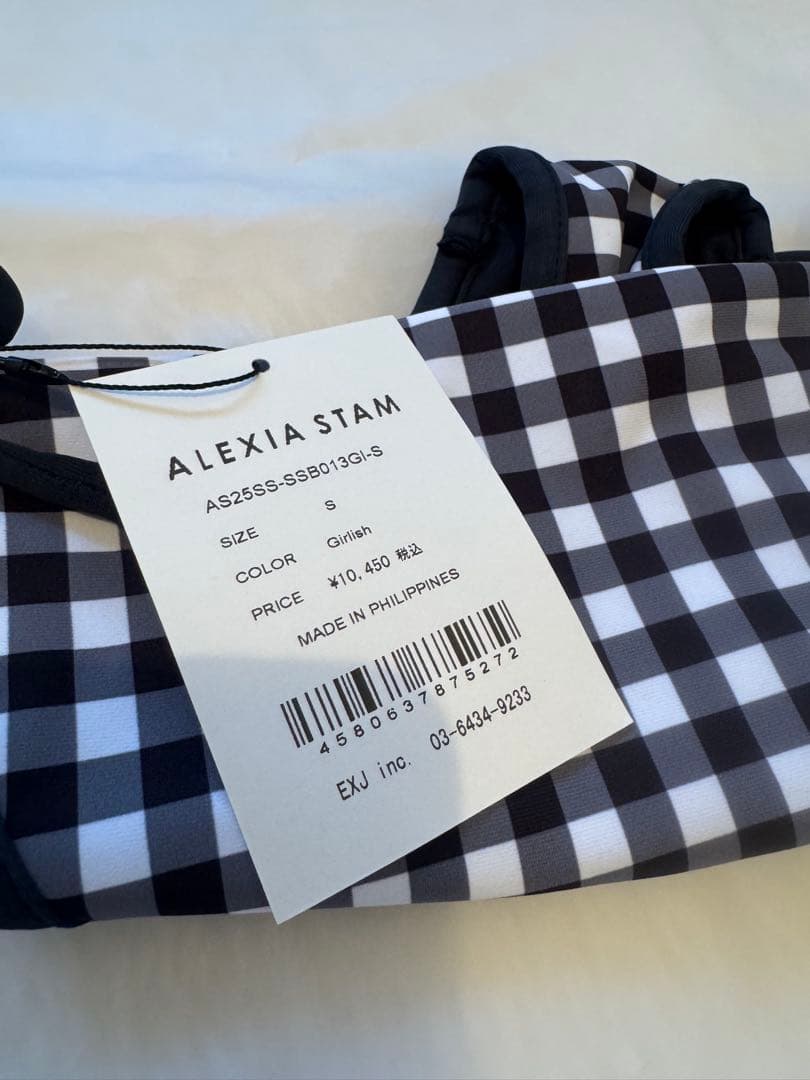 ALEXIA STAM
AS25SS-SSB013GI-S
SIZE S
COLOR Girlish
PRICE ¥10,450 税込
MADE IN PHILIPPINES
4580637875272
EXJ inc. 03-6434-9233